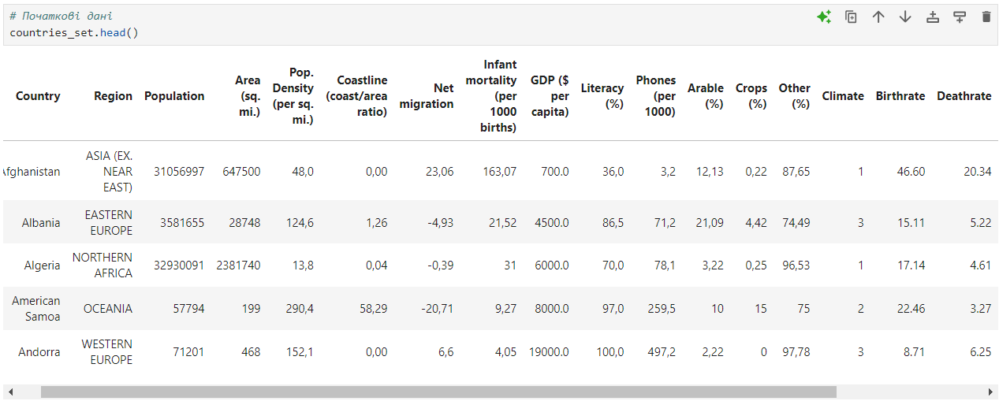 # Початкові дані
countries_set.head()
Country Region Population Area (sq. mi.) Pop. Density (per sq. mi.) Coastline (coast/area ratio) Net migration Infant mortality (per 1000 births) GDP ($ per capita) Literacy (%) Phones (per 1000) Arable (%) Crops (%) Other (%) Climate Birthrate Deathrate
Afghanistan ASIA (EX. NEAR EAST) 31056997 647500 48,0 0,00 23,06 163,07 700.0 36,0 3,2 12,13 0,22 87,65 1 46.60 20.34
Albania EASTERN EUROPE 3581655 28748 124,6 1,26 -4,93 21,52 4500.0 86,5 71,2 21,09 4,42 74,49 3 15.11 5.22
Algeria NORTHERN AFRICA 32930091 2381740 13,8 0,04 -0,39 31 6000.0 70,0 78,1 3,22 0,25 96,53 1 17.14 4.61
American Samoa OCEANIA 57794 199 290,4 58,29 -20,71 9,27 8000.0 97,0 259,5 10 15 75 2 22.46 3.27
Andorra WESTERN EUROPE 71201 468 152,1 0,00 6,6 4,05 19000.0 100,0 497,2 2,22 0 97,78 3 8.71 6.25